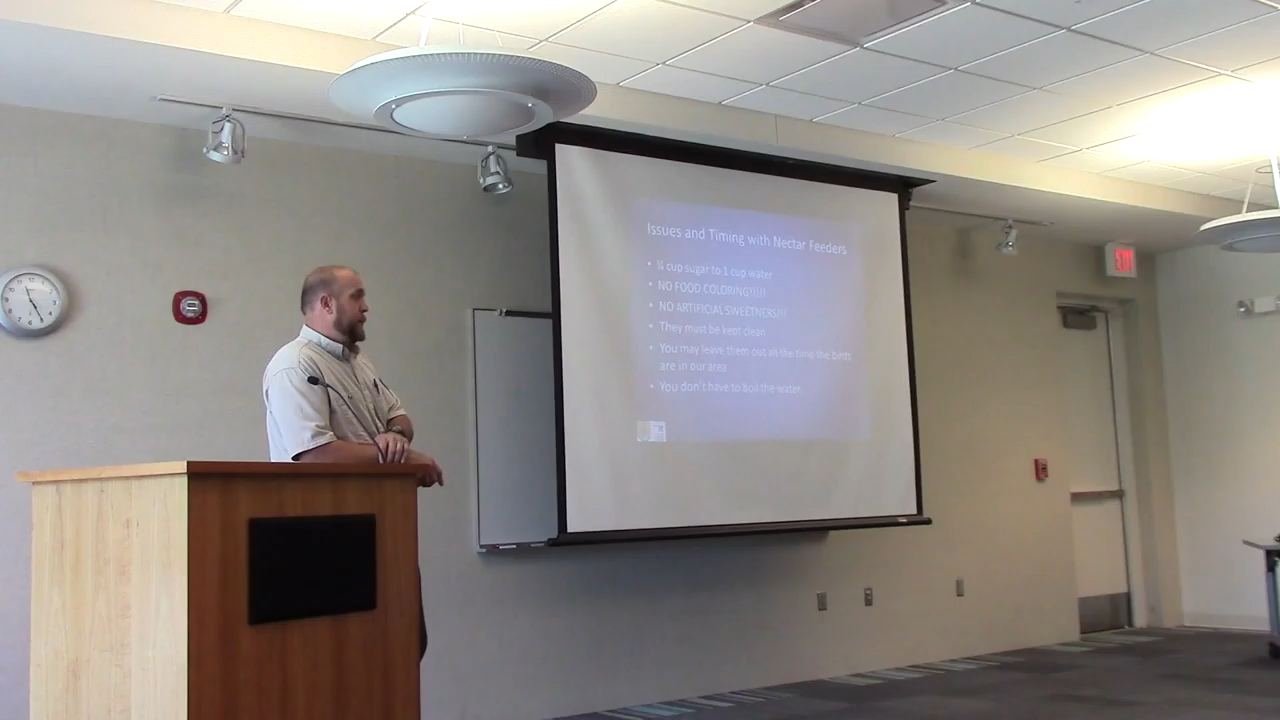 Issues and Timing with Nectar Feeders
• ¼ cup sugar to 1 cup water
• NO FOOD COLORING!!!!!
• NO ARTIFICIAL SWEETNERS!!!
• They must be kept clean
• You may leave them out all the time the birds
are in our area
• You don't have to boil the water.
EXIT